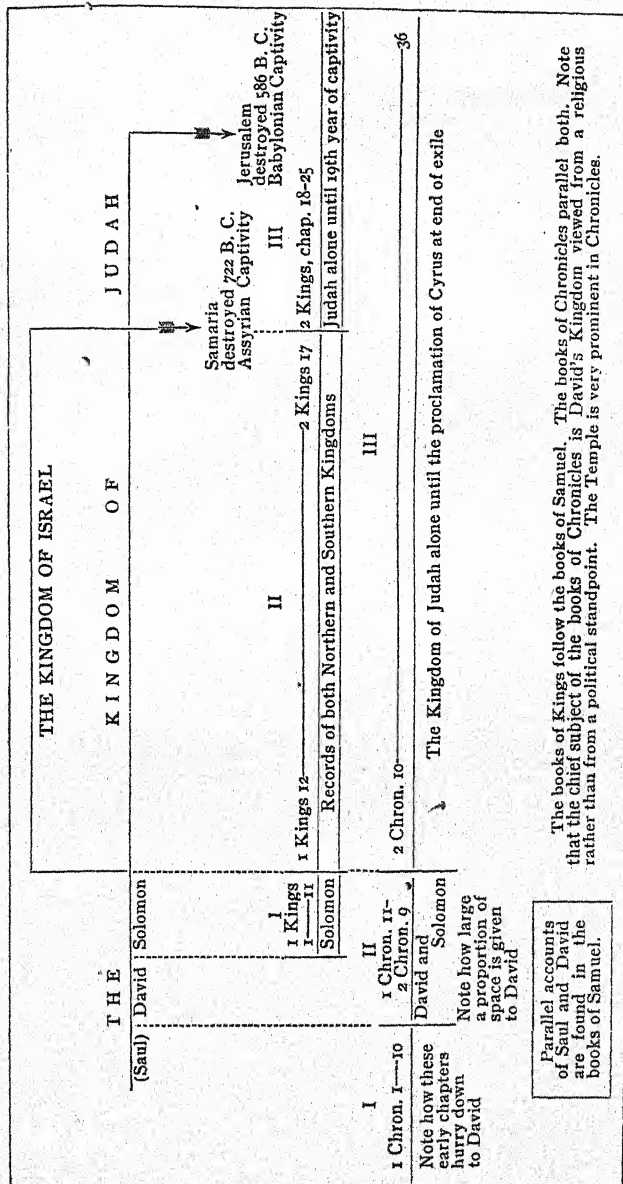 THE KINGDOM OF ISRAEL
THE KINGDOM OF JUDAH
(Saul) David Solomon
Samaria
destroyed 722 B. C.
Assyrian Captivity
Jerusalem
destroyed 586 B. C.
Babylonian Captivity
I
1 Kings
1—11
Solomon
II
1 Kings 12—2 Kings 17
Records of both Northern and Southern Kingdoms
III
2 Kings, chap. 18-25
Judah alone until 19th year of captivity
I
1 Chron. 1—10
Note how these
early chapters
hurry down
to David
II
1 Chron. 11-
2 Chron. 9
David and
Solomon
Note how large
a proportion of
space is given
to David
III
2 Chron. 10—36
The Kingdom of Judah alone until the proclamation of Cyrus at end of exile
Parallel accounts
of Saul and David
are found in the
books of Samuel.
The books of Kings follow the books of Samuel. The books of Chronicles parallel both. Note
that the chief subject of the books of Chronicles is David's Kingdom viewed from a religious
rather than from a political standpoint. The Temple is very prominent in Chronicles.